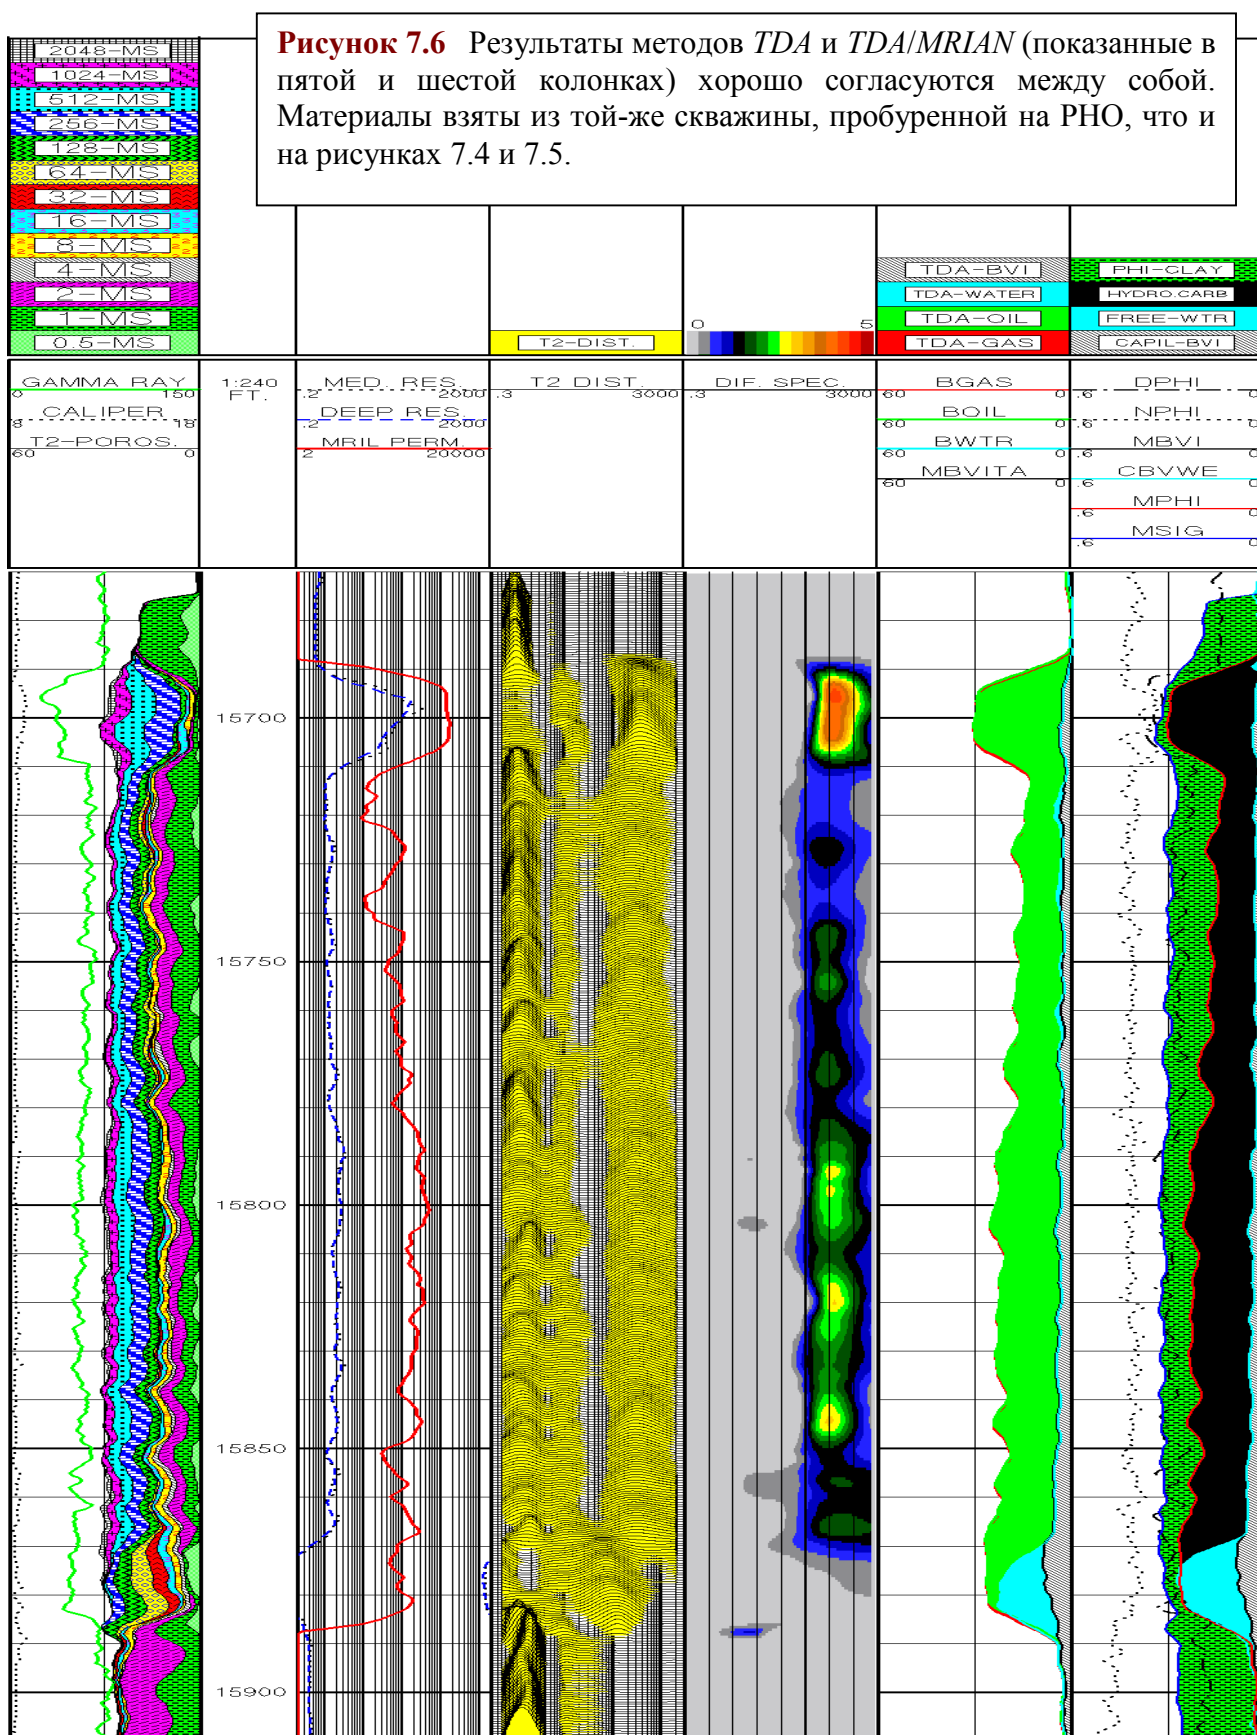 Рисунок 7.6 Результаты методов TDA и TDA/MRIAN (показанные в
пятой и шестой колонках) хорошо согласуются между собой.
Материалы взяты из той-же скважины, пробуренной на РНО, что и
на рисунках 7.4 и 7.5.
2048-MS
1024-MS
512-MS
256-MS
128-MS
64-MS
32-MS
16-MS
8-MS
4-MS
2-MS
1-MS
0.5-MS
T2-DIST.
0 5
TDA-BVI
TDA-WATER
TDA-OIL
TDA-GAS
PHI-CLAY
HYDRO.CARB
FREE-WTR
CAPIL-BVI
GAMMA RAY
0 150
CALIPER
8 18
T2-POROS.
60 0
1:240
FT.
MED. RES.
.2 2000
DEEP RES.
.2 2000
MRIL PERM.
2 20000
T2 DIST.
.3 3000
DIF. SPEC.
.3 3000
BGAS
60 0
BOIL
60 0
BWTR
60 0
MBVITA
60 0
DPHI
.6 0
NPHI
.6 0
MBVI
.6 0
CBVWE
.6 0
MPHI
.6 0
MSIG
.6 0
15700
15750
15800
15850
15900